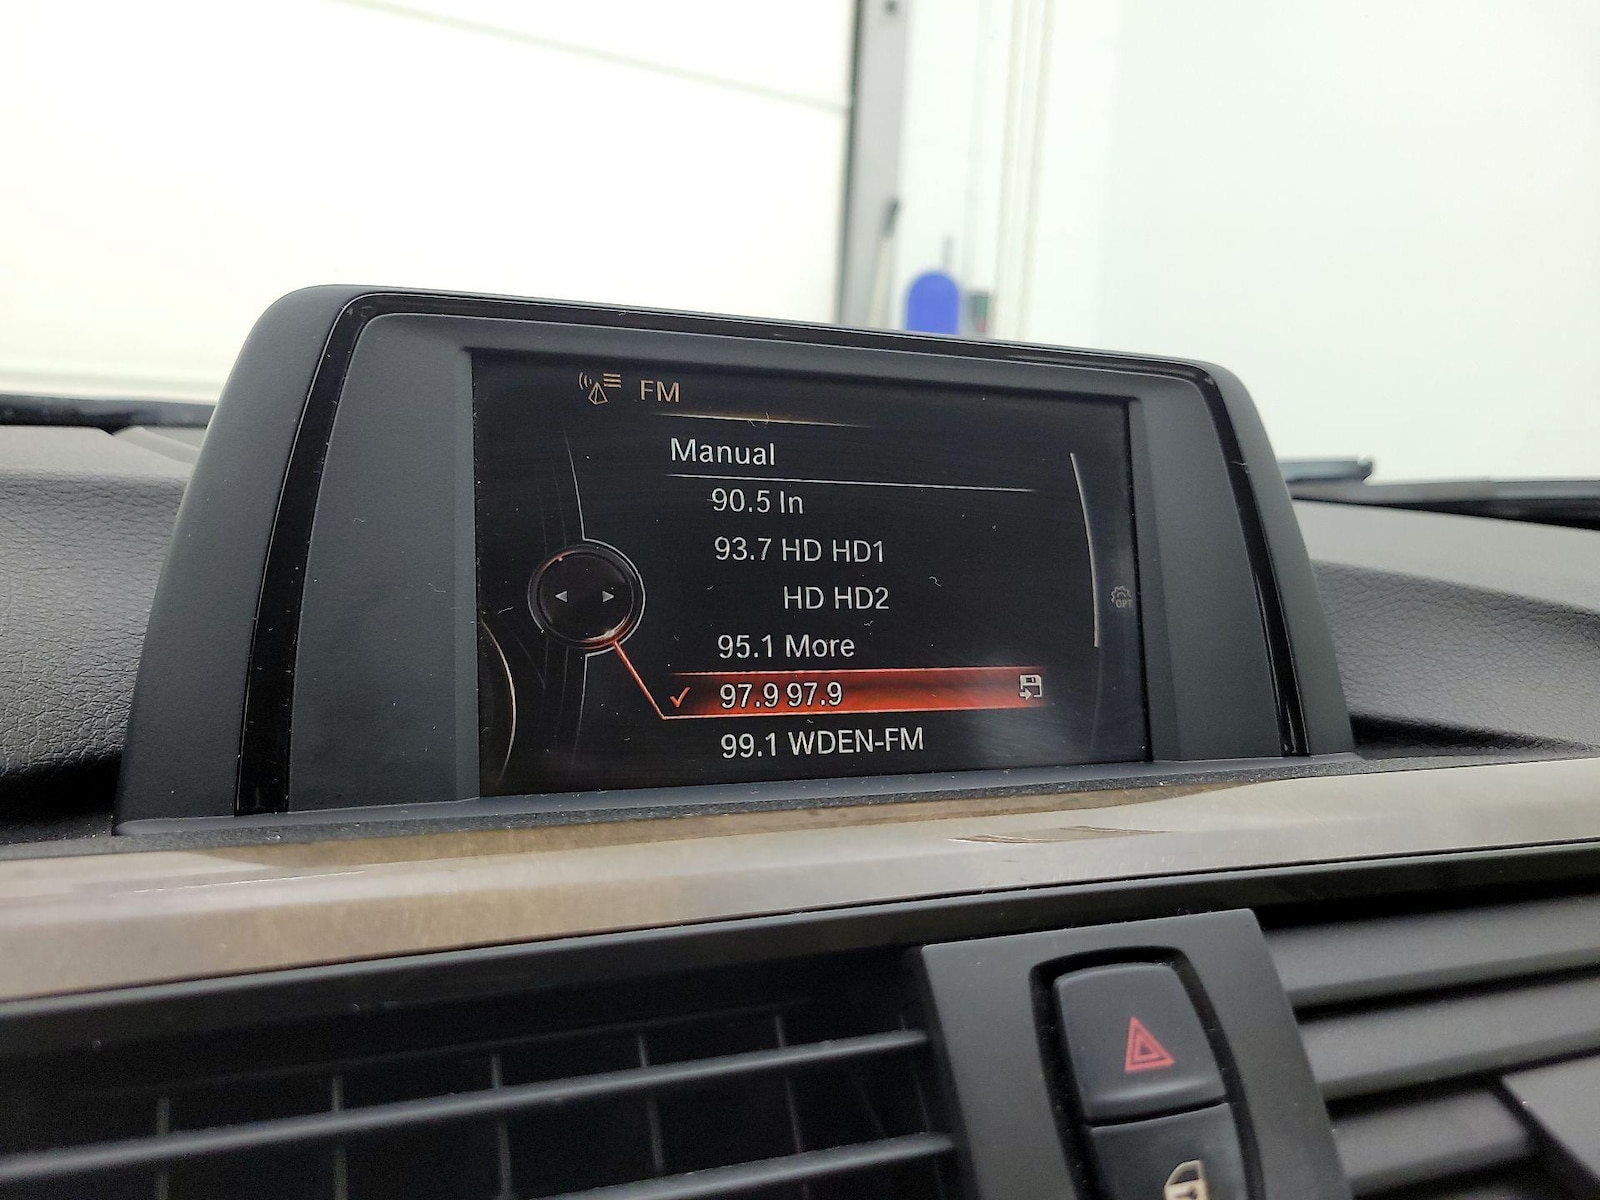 FM
Manual
90.5 In
93.7 HD HD1
HD HD2
95.1 More
97.9 97.9
99.1 WDEN-FM
OPT